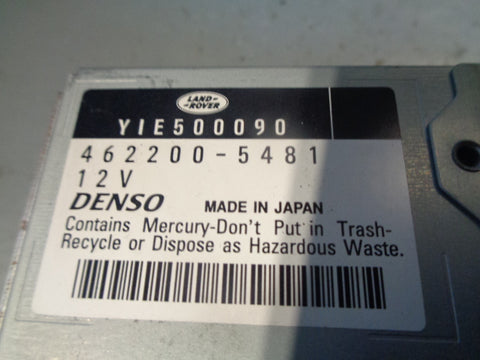 LAND-
ROVER
YIE500090
462200-5481
12V
DENSO MADE IN JAPAN
Contains Mercury-Don't Put in Trash-
Recycle or Dispose as Hazardous Waste.